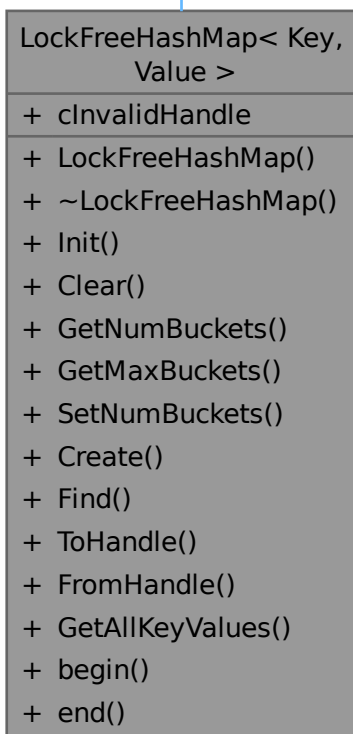 LockFreeHashMap< Key,
Value >
+ cInvalidHandle
+ LockFreeHashMap()
+ ~LockFreeHashMap()
+ Init()
+ Clear()
+ GetNumBuckets()
+ GetMaxBuckets()
+ SetNumBuckets()
+ Create()
+ Find()
+ ToHandle()
+ FromHandle()
+ GetAllKeyValues()
+ begin()
+ end()